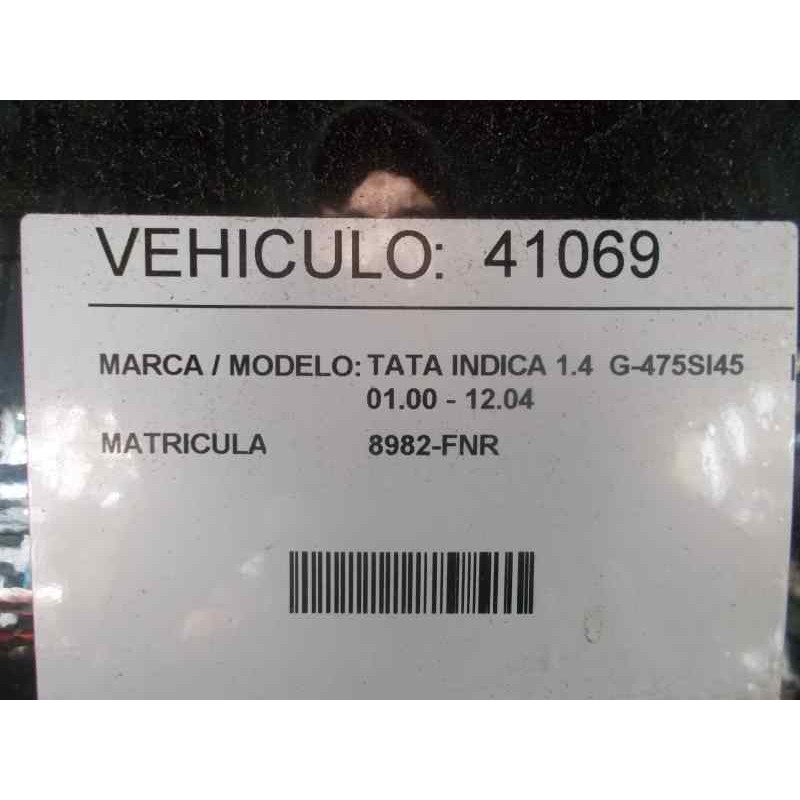 VEHICULO: 41069
MARCA / MODELO: TATA INDICA 1.4 G-475SI45
01.00 - 12.04
MATRICULA 8982-FNR